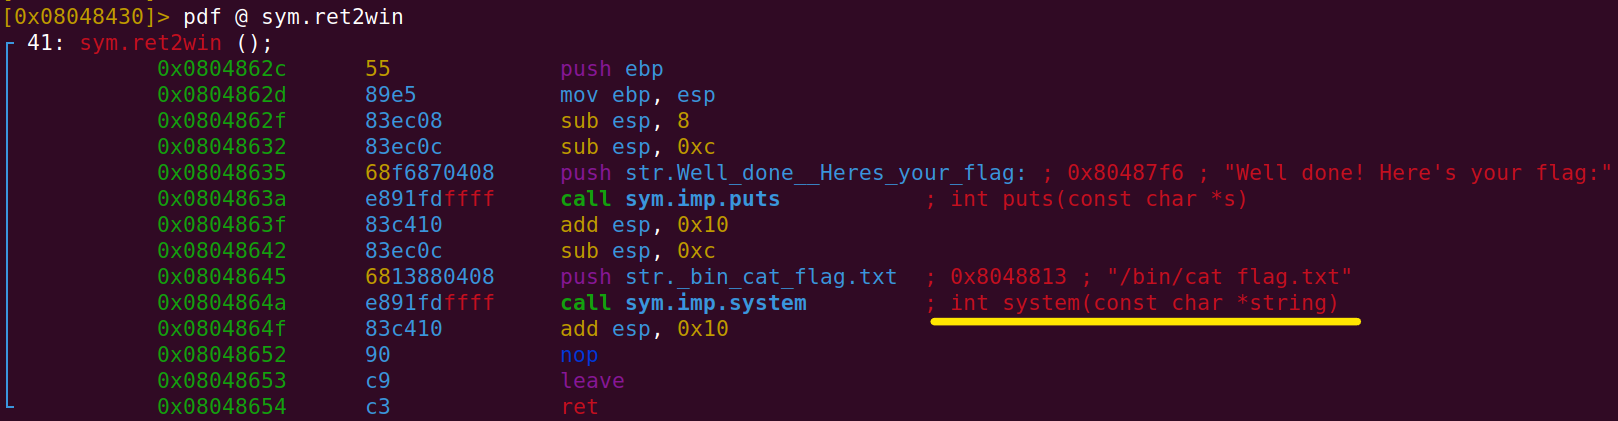 [0x08048430]> pdf @ sym.ret2win
41: sym.ret2win ();
0x0804862c 55 push ebp
0x0804862d 89e5 mov ebp, esp
0x0804862f 83ec08 sub esp, 8
0x08048632 83ec0c sub esp, 0xc
0x08048635 68f6870408 push str.Well_done__Heres_your_flag: ; 0x80487f6 ; "Well done! Here's your flag:"
0x0804863a e891fdffff call sym.imp.puts ; int puts(const char *s)
0x0804863f 83c410 add esp, 0x10
0x08048642 83ec0c sub esp, 0xc
0x08048645 6813880408 push str._bin_cat_flag.txt ; 0x8048813 ; "/bin/cat flag.txt"
0x0804864a e891fdffff call sym.imp.system ; int system(const char *string)
0x0804864f 83c410 add esp, 0x10
0x08048652 90 nop
0x08048653 c9 leave
0x08048654 c3 ret